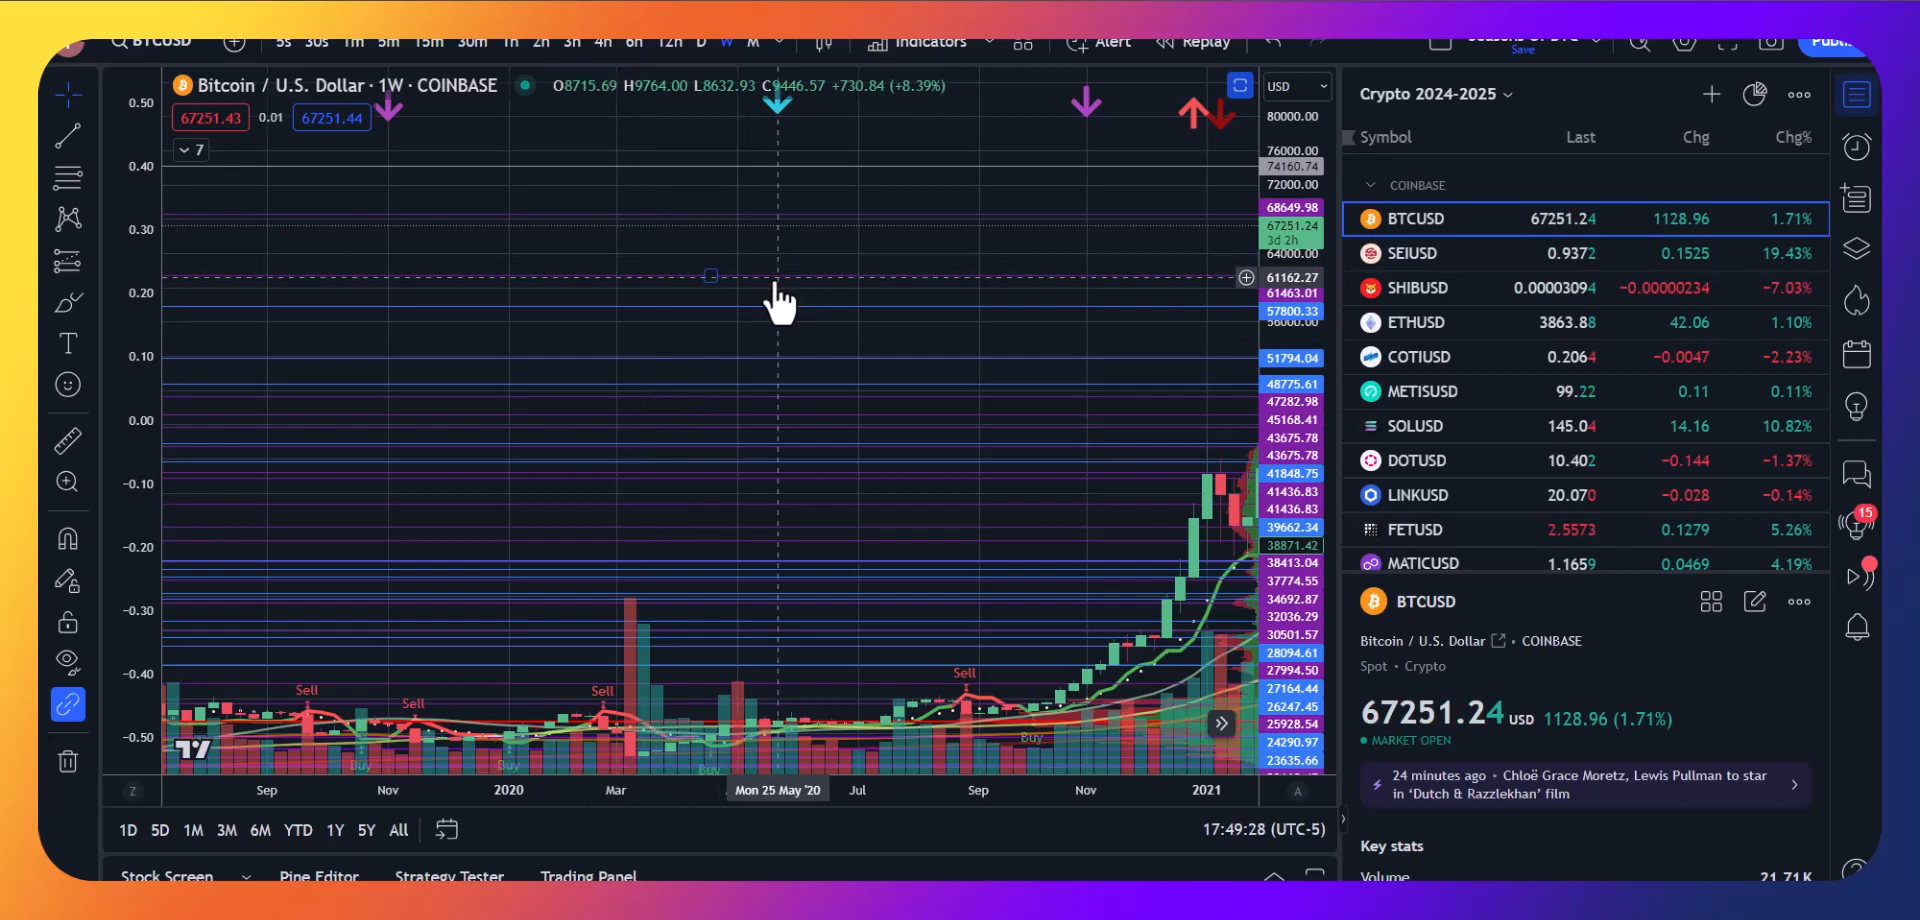 BTCUSD 5s 30s 1m 5m 15m 30m 1h 2h 3h 4h 6h 12h D W M Indicators Alert Replay
Save
Bitcoin / U.S. Dollar · 1W · COINBASE O8715.69 H9764.00 L8632.93 C9446.57 +730.84 (+8.39%)
67251.43 0.01 67251.44
7
0.50
0.40
0.30
0.20
0.10
0.00
−0.10
−0.20
−0.30
−0.40
−0.50
Sell
Sell
Sell
Sell
Buy
Buy
Buy
Buy
USD
80000.00
76000.00
74160.74
72000.00
68649.98
67251.24
3d 2h
64000.00
61162.27
61463.01
57800.33
56000.00
51794.04
48775.61
47282.98
45168.41
43675.78
43675.78
41848.75
41436.83
41436.83
39662.34
38871.42
38413.04
37774.55
34692.87
32036.29
30501.57
28094.61
27994.50
27164.44
26247.45
25928.54
24290.97
23635.66
Z Sep Nov 2020 Mar Mon 25 May '20 Jul Sep Nov 2021 A
1D 5D 1M 3M 6M YTD 1Y 5Y All 17:49:28 (UTC-5)
Stock Screen Pine Editor Strategy Tester Trading Panel
Crypto 2024-2025
Symbol Last Chg Chg%
COINBASE
BTCUSD 67251.24 1128.96 1.71%
SEIUSD 0.9372 0.1525 19.43%
SHIBUSD 0.00003094 −0.00000234 −7.03%
ETHUSD 3863.88 42.06 1.10%
COTIUSD 0.2064 −0.0047 −2.23%
METISUSD 99.22 0.11 0.11%
SOLUSD 145.04 14.16 10.82%
DOTUSD 10.402 −0.144 −1.37%
LINKUSD 20.070 −0.028 −0.14%
FETUSD 2.5573 0.1279 5.26%
MATICUSD 1.1659 0.0469 4.19%
BTCUSD
Bitcoin / U.S. Dollar · COINBASE
Spot · Crypto
67251.24 USD 1128.96 (1.71%)
MARKET OPEN
24 minutes ago · Chloë Grace Moretz, Lewis Pullman to star
in ‘Dutch & Razzlekhan’ film
Key stats
Volume 21.71K
15